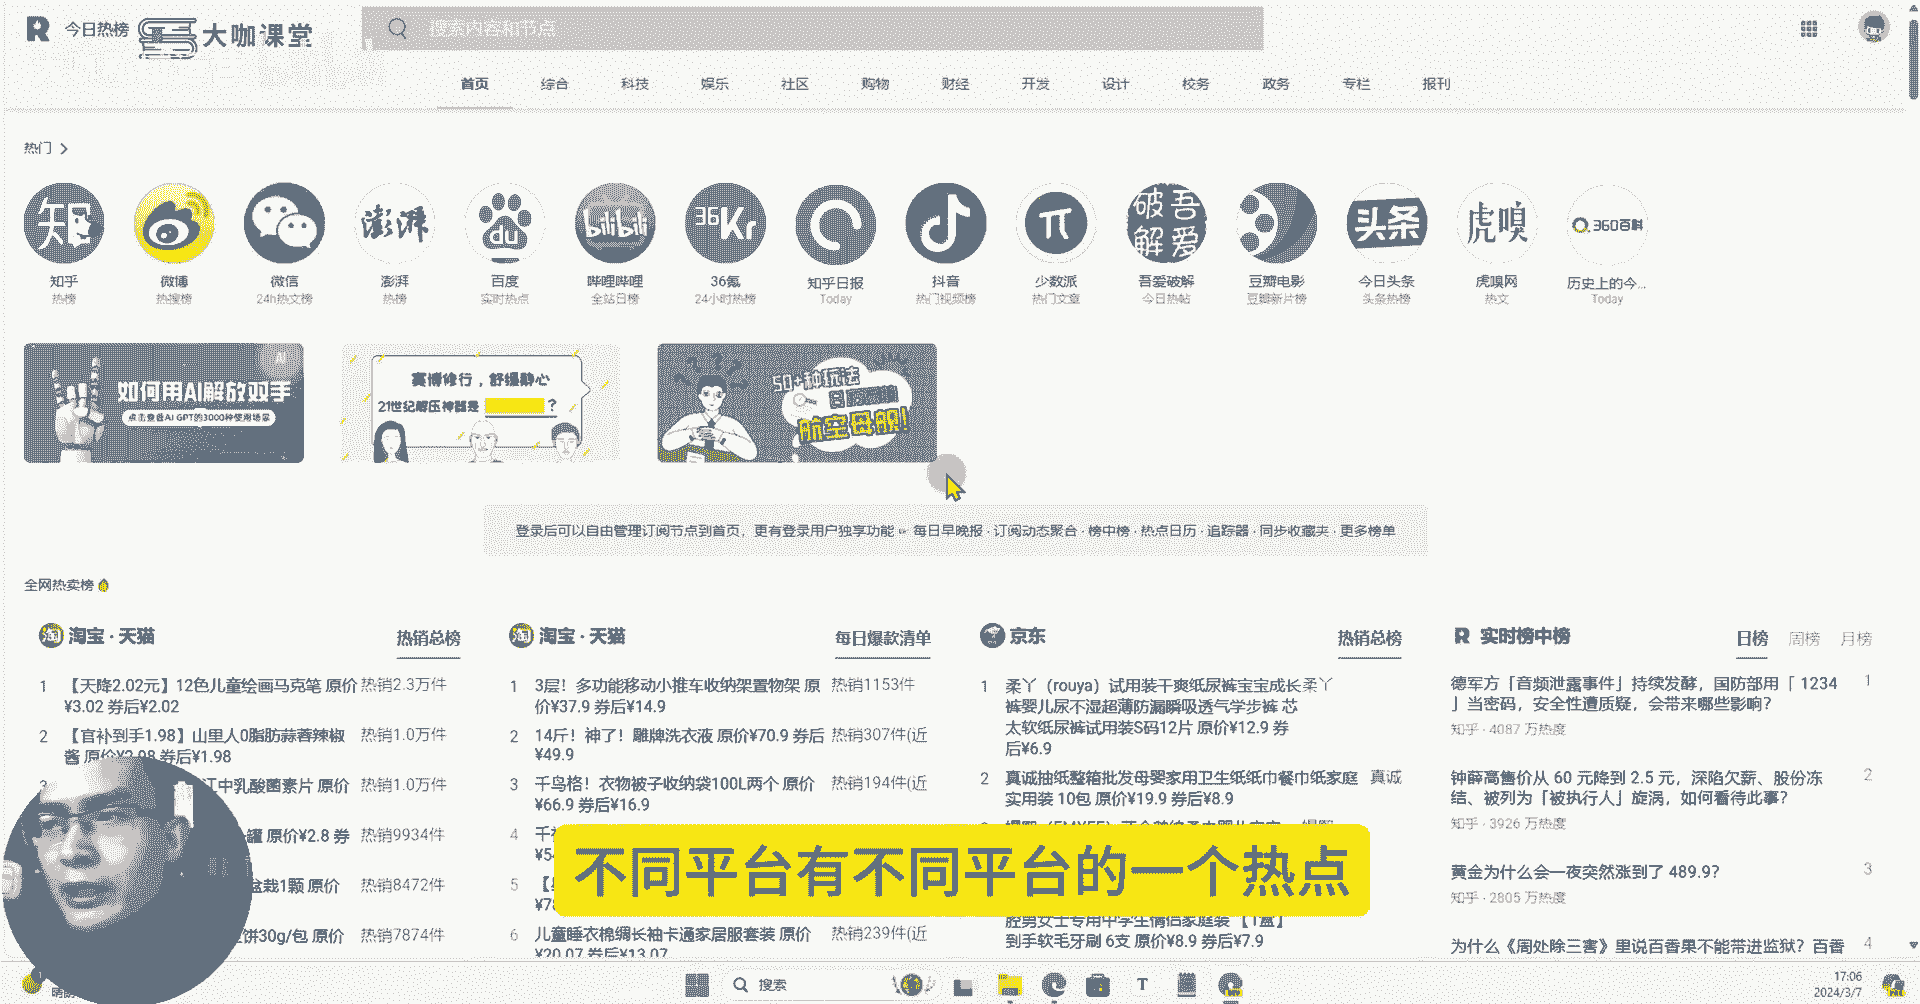 R 今日热榜
大咖课堂
搜索内容和节点
首页 综合 科技 娱乐 社区 购物 财经 开发 设计 校务 政务 专栏 报刊
热门
知
澎湃
du
bilibili
36Kr
π
吾爱破解
头条
虎嗅
360百科
知乎 微博 微信 澎湃 百度 哔哩哔哩 36氪 知乎日报 抖音 少数派 吾爱破解 豆瓣电影 今日头条 虎嗅网 历史上的今...
热榜 热搜榜 24h热文榜 热榜 实时热点 全站日榜 24小时热榜 Today 热门视频榜 热门文章 今日热帖 豆瓣新片榜 头条热榜 热文 Today
AI
如何用AI解放双手
点击查看AI GPT的3000种使用场景
赛博修行，舒缓静心
21世纪解压神器是 ？
50+种玩法
航空母舰!
登录后可以自由管理订阅节点到首页，更有登录用户独享功能 每日早晚报 · 订阅动态聚合 · 榜中榜 · 热点日历 · 追踪器 · 同步收藏夹 · 更多榜单
全网热卖榜
淘 淘宝 · 天猫 热销总榜
1 【天降2.02元】12色儿童绘画马克笔 原价 热销2.3万件
¥3.02 券后¥2.02
2 【官补到手1.98】山里人0脂肪蒜蓉辣椒 热销1.0万件
酱 原价¥3.98 券后¥1.98
江中乳酸菌素片 原价 热销1.0万件
罐 原价¥2.8 券 热销9934件
盆栽1颗 原价 热销8472件
饼30g/包 原价 热销7874件
淘 淘宝 · 天猫 每日爆款清单
1 3层！多功能移动小推车收纳架置物架 原 热销1153件
价¥37.9 券后¥14.9
2 14斤！神了！雕牌洗衣液 原价¥70.9 券后 热销307件(近
¥49.9
3 千鸟格！衣物被子收纳袋100L两个 原价 热销194件(近
¥66.9 券后¥16.9
4
5
6 儿童睡衣棉绸长袖卡通家居服套装 原价 热销239件(近
¥20.07 券后¥13.07
京东 热销总榜
1 柔丫（rouya）试用装干爽纸尿裤宝宝成长 柔丫
裤婴儿尿不湿超薄防漏瞬吸透气学步裤 芯
太软纸尿裤试用装S码12片 原价¥12.9 券
后¥6.9
2 真诚抽纸整箱批发母婴家用卫生纸纸巾餐巾纸家庭 真诚
实用装 10包 原价¥19.9 券后¥8.9
腔男女士专用中学生情侣家庭装 【1盒】
到手软毛牙刷 6支 原价¥8.9 券后¥7.9
R 实时榜中榜 日榜 周榜 月榜
德军方「音频泄露事件」持续发酵，国防部用「1234 1
」当密码，安全性遭质疑，会带来哪些影响？
知乎 · 4087 万热度
钟薛高售价从 60 元降到 2.5 元，深陷欠薪、股份冻 2
结、被列为「被执行人」旋涡，如何看待此事？
知乎 · 3926 万热度
黄金为什么会一夜突然涨到了 489.9？ 3
知乎 · 2805 万热度
为什么《周处除三害》里说百香果不能带进监狱？百香 4
不同平台有不同平台的一个热点
搜索
T
17:06
2024/3/7